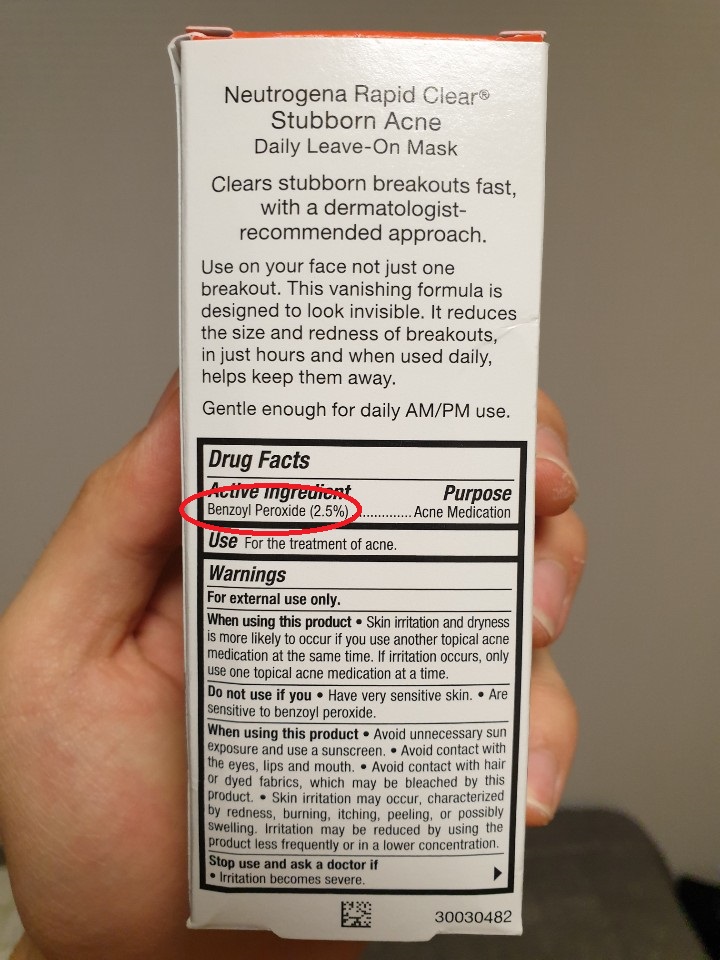 Neutrogena Rapid Clear®
Stubborn Acne
Daily Leave-On Mask
Clears stubborn breakouts fast,
with a dermatologist-
recommended approach.
Use on your face not just one
breakout. This vanishing formula is
designed to look invisible. It reduces
the size and redness of breakouts,
in just hours and when used daily,
helps keep them away.
Gentle enough for daily AM/PM use.
Drug Facts
Active ingredient Purpose
Benzoyl Peroxide (2.5%)..............Acne Medication
Use For the treatment of acne.
Warnings
For external use only.
When using this product • Skin irritation and dryness
is more likely to occur if you use another topical acne
medication at the same time. If irritation occurs, only
use one topical acne medication at a time.
Do not use if you • Have very sensitive skin. • Are
sensitive to benzoyl peroxide.
When using this product • Avoid unnecessary sun
exposure and use a sunscreen. • Avoid contact with
the eyes, lips and mouth. • Avoid contact with hair
or dyed fabrics, which may be bleached by this
product. • Skin irritation may occur, characterized
by redness, burning, itching, peeling, or possibly
swelling. Irritation may be reduced by using the
product less frequently or in a lower concentration.
Stop use and ask a doctor if
• Irritation becomes severe.
30030482